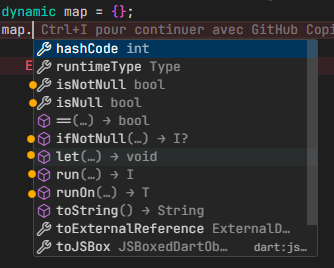 dynamic map = {};
map. Ctrl+I pour continuer avec GitHub Copi
E
hashCode int
runtimeType Type
isNotNull bool
isNull bool
==(…) → bool
ifNotNull(…) → I?
let(…) → void
run(…) → I
runOn(…) → T
toString() → String
toExternalReference ExternalD…
toJSBox JSBoxedDartOb… dart:js…